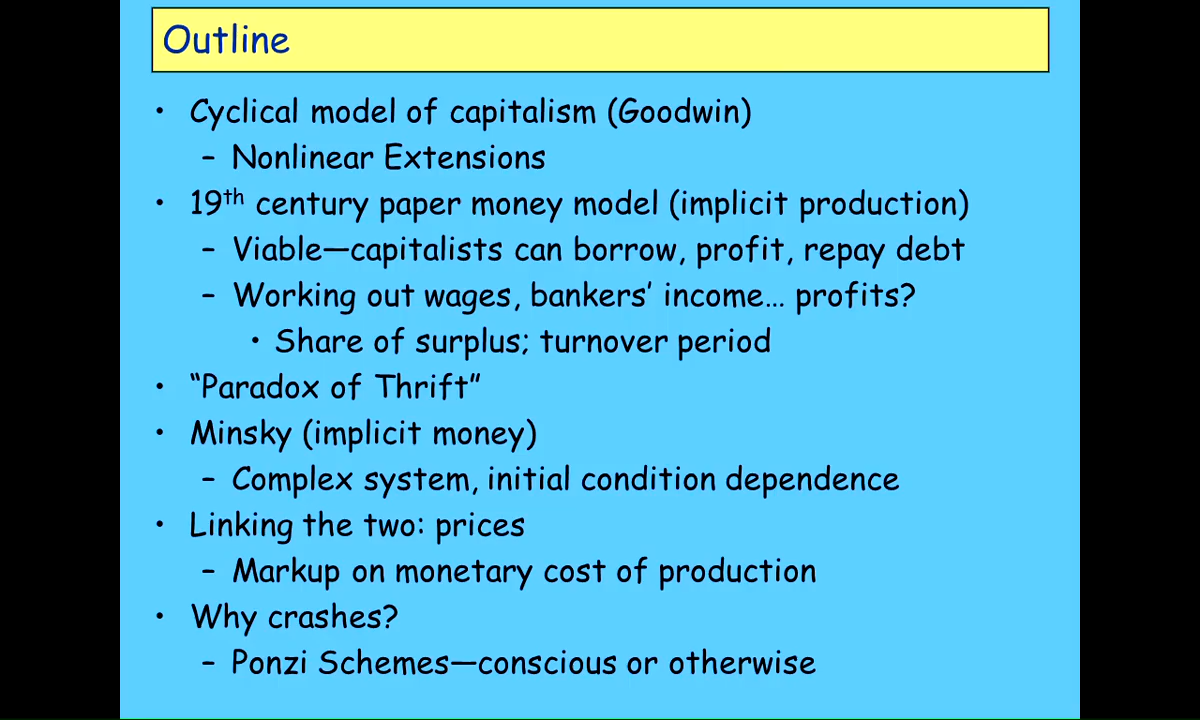 Outline
• Cyclical model of capitalism (Goodwin)
– Nonlinear Extensions
• 19th century paper money model (implicit production)
– Viable—capitalists can borrow, profit, repay debt
– Working out wages, bankers’ income… profits?
• Share of surplus; turnover period
• “Paradox of Thrift”
• Minsky (implicit money)
– Complex system, initial condition dependence
• Linking the two: prices
– Markup on monetary cost of production
• Why crashes?
– Ponzi Schemes—conscious or otherwise